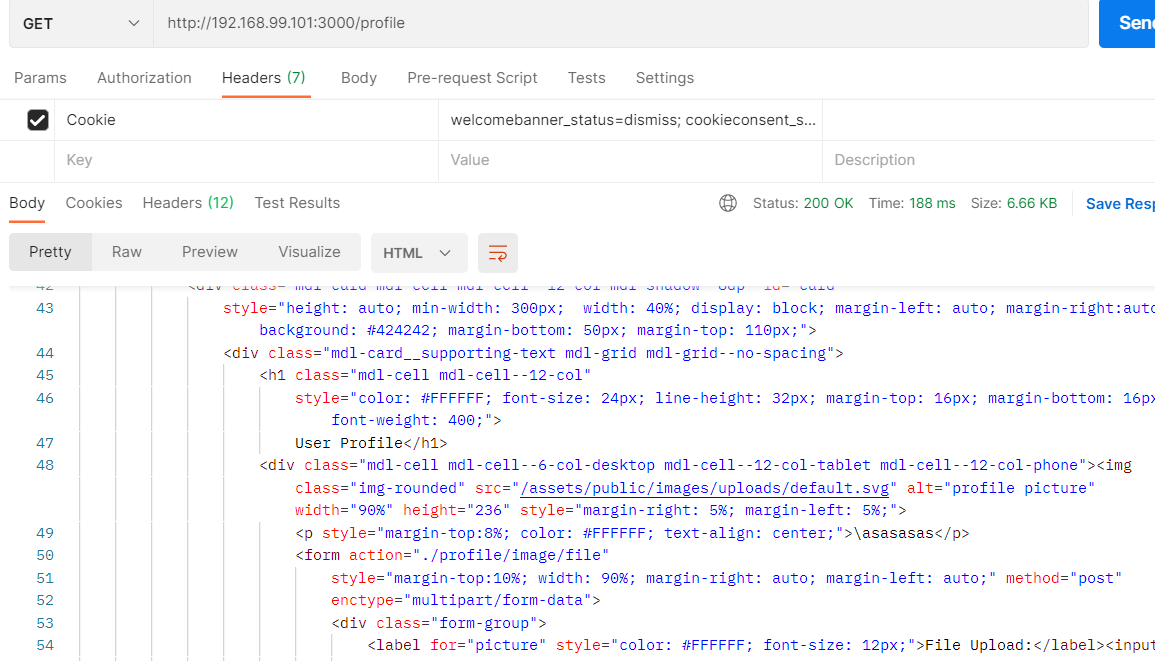 GET http://192.168.99.101:3000/profile Send
Params Authorization Headers (7) Body Pre-request Script Tests Settings
Cookie welcomebanner_status=dismiss; cookieconsent_s...
Key Value Description
Body Cookies Headers (12) Test Results Status: 200 OK Time: 188 ms Size: 6.66 KB Save Resp
Pretty Raw Preview Visualize HTML
43 style="height: auto; min-width: 300px;  width: 40%; display: block; margin-left: auto; margin-right:auto
background: #424242; margin-bottom: 50px; margin-top: 110px;">
44 <div class="mdl-card__supporting-text mdl-grid mdl-grid--no-spacing">
45 <h1 class="mdl-cell mdl-cell--12-col"
46 style="color: #FFFFFF; font-size: 24px; line-height: 32px; margin-top: 16px; margin-bottom: 16px
font-weight: 400;">
47 User Profile</h1>
48 <div class="mdl-cell mdl-cell--6-col-desktop mdl-cell--12-col-tablet mdl-cell--12-col-phone"><img
class="img-rounded" src="/assets/public/images/uploads/default.svg" alt="profile picture"
width="90%" height="236" style="margin-right: 5%; margin-left: 5%;">
49 <p style="margin-top:8%; color: #FFFFFF; text-align: center;">\asasasas</p>
50 <form action="./profile/image/file"
51 style="margin-top:10%; width: 90%; margin-right: auto; margin-left: auto;" method="post"
52 enctype="multipart/form-data">
53 <div class="form-group">
54 <label for="picture" style="color: #FFFFFF; font-size: 12px;">File Upload:</label><input